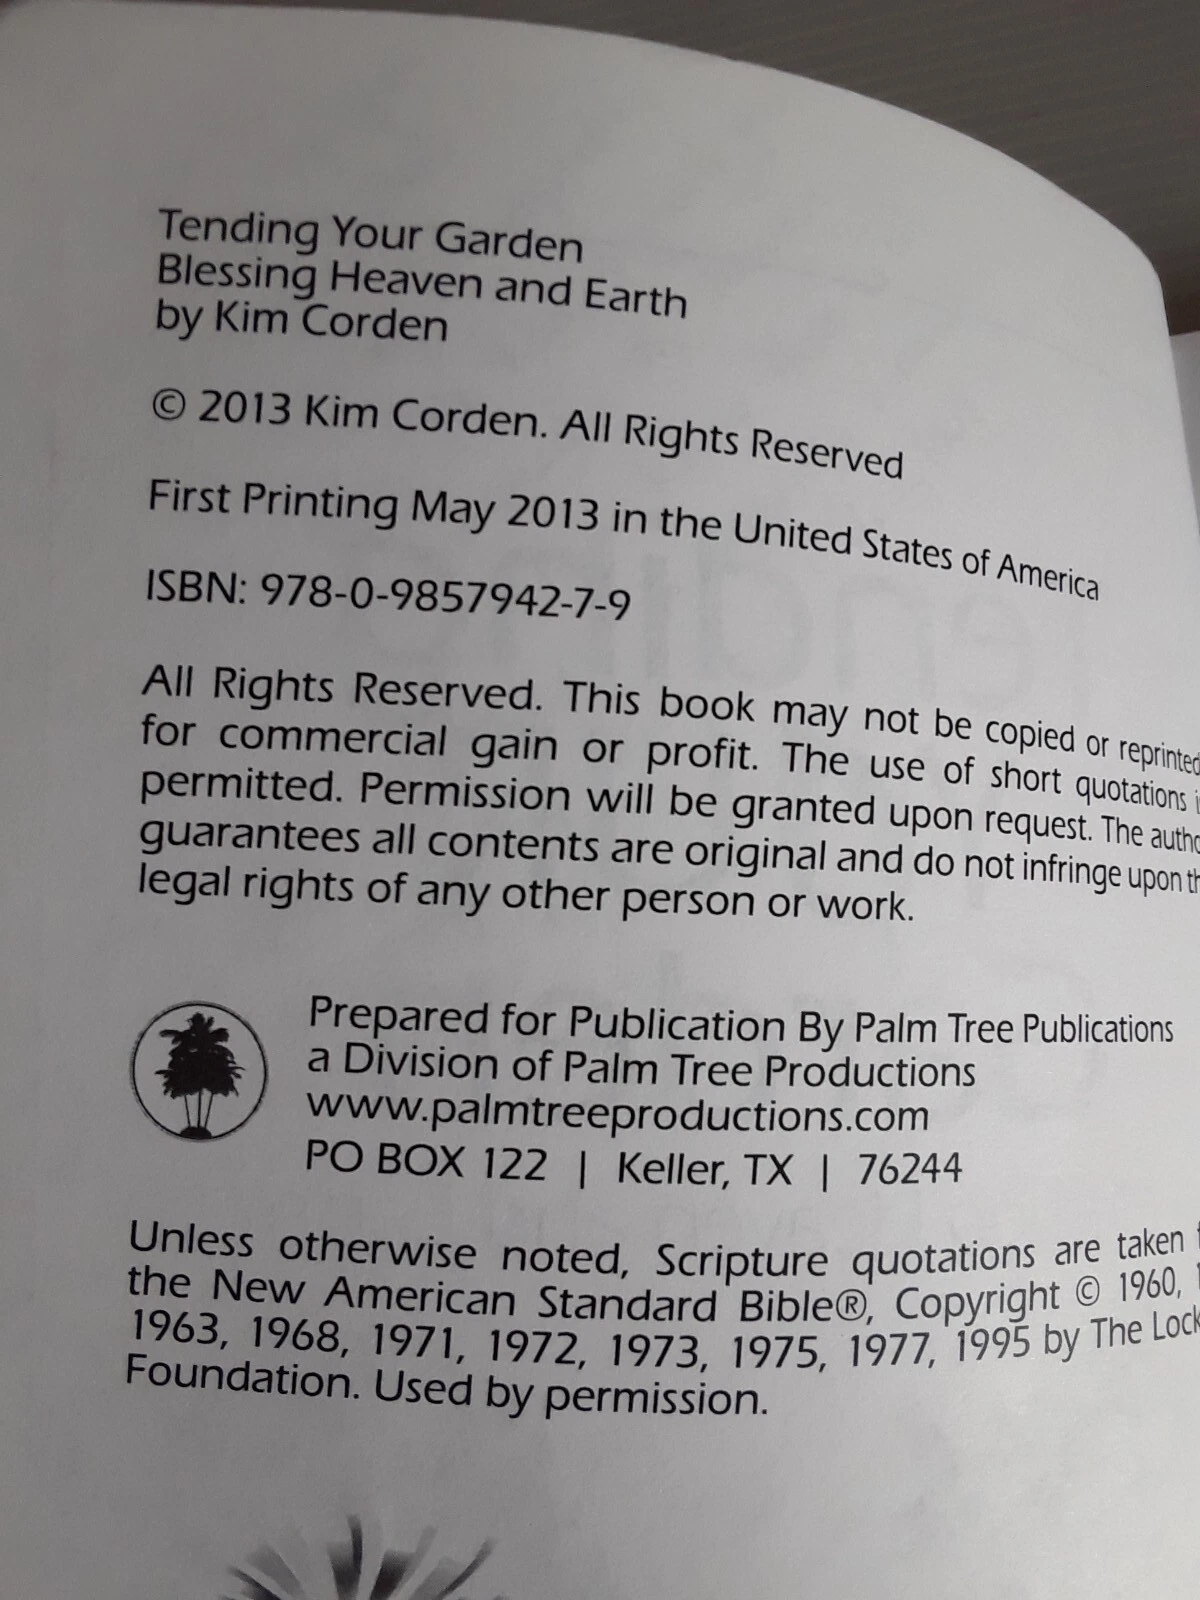 Tending Your Garden
Blessing Heaven and Earth
by Kim Corden
© 2013 Kim Corden. All Rights Reserved
First Printing May 2013 in the United States of America
ISBN: 978-0-9857942-7-9
All Rights Reserved. This book may not be copied or reprinted
for commercial gain or profit. The use of short quotations
permitted. Permission will be granted upon request. The
guarantees all contents are original and do not infringe upon
legal rights of any other person or work.
Prepared for Publication By Palm Tree Publications
a Division of Palm Tree Productions
www.palmtreeproductions.com
PO BOX 122 | Keller, TX | 76244
Unless otherwise noted, Scripture quotations are taken
the New American Standard Bible®, Copyright © 1960,
1963, 1968, 1971, 1972, 1973, 1975, 1977, 1995 by The
Foundation. Used by permission.